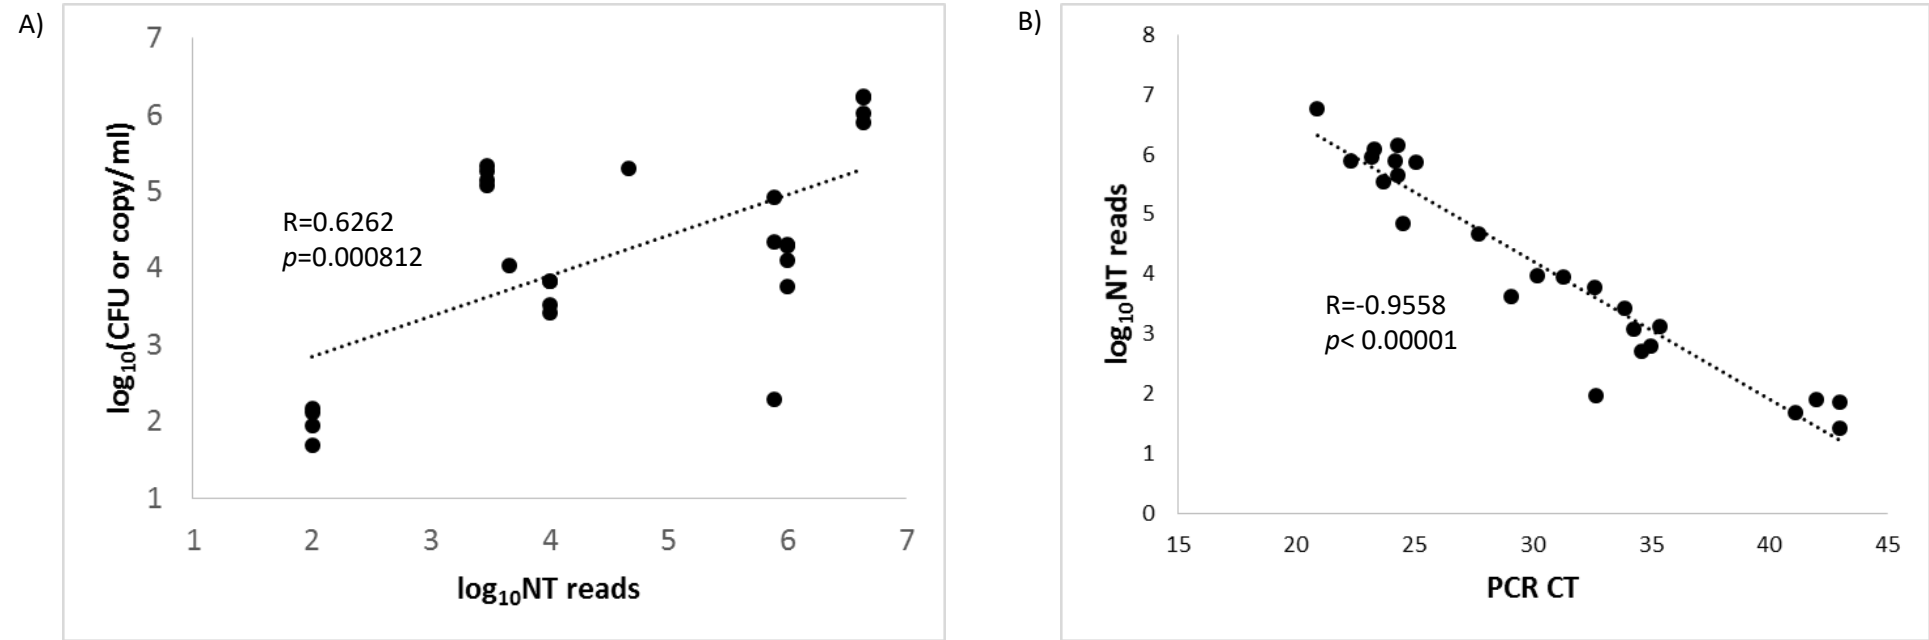 A)
7
6
5
4
3
2
1
log10(CFU or copy/ml)
R=0.6262
p=0.000812
1 2 3 4 5 6 7
log10NT reads
B)
8
7
6
5
4
3
2
1
0
log10NT reads
R=-0.9558
p< 0.00001
15 20 25 30 35 40 45
PCR CT